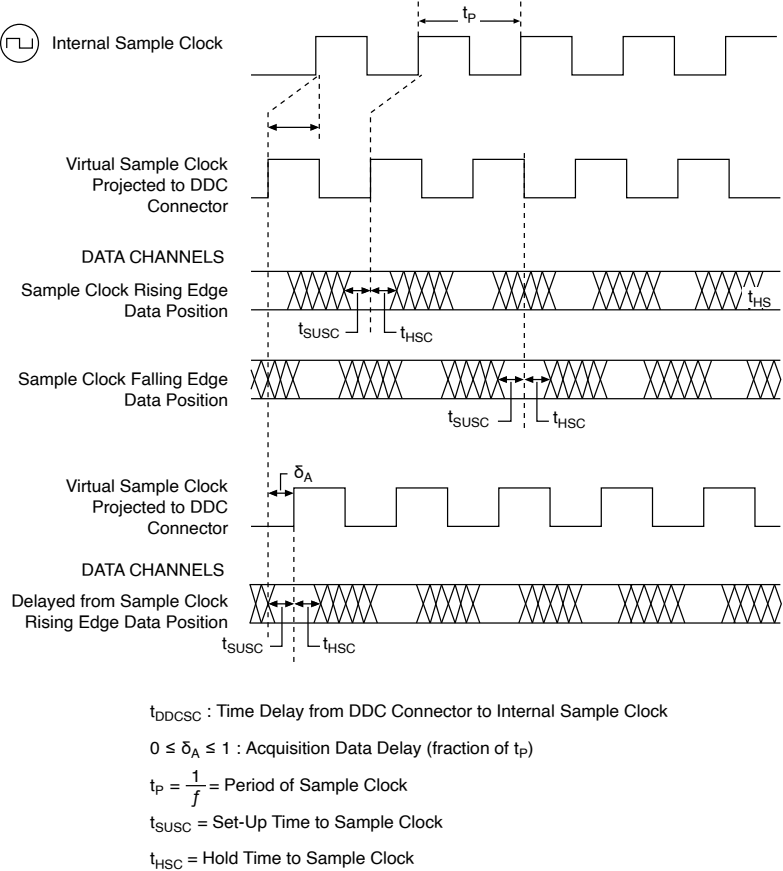 t_P
Internal Sample Clock
Virtual Sample Clock
Projected to DDC
Connector
DATA CHANNELS
Sample Clock Rising Edge
Data Position
t_HS
t_SUSC
t_HSC
Sample Clock Falling Edge
Data Position
t_SUSC
t_HSC
δ_A
Virtual Sample Clock
Projected to DDC
Connector
DATA CHANNELS
Delayed from Sample Clock
Rising Edge Data Position
t_SUSC
t_HSC
t_DDCSC : Time Delay from DDC Connector to Internal Sample Clock
0 ≤ δ_A ≤ 1 : Acquisition Data Delay (fraction of t_P)
t_P = 1/f = Period of Sample Clock
t_SUSC = Set-Up Time to Sample Clock
t_HSC = Hold Time to Sample Clock